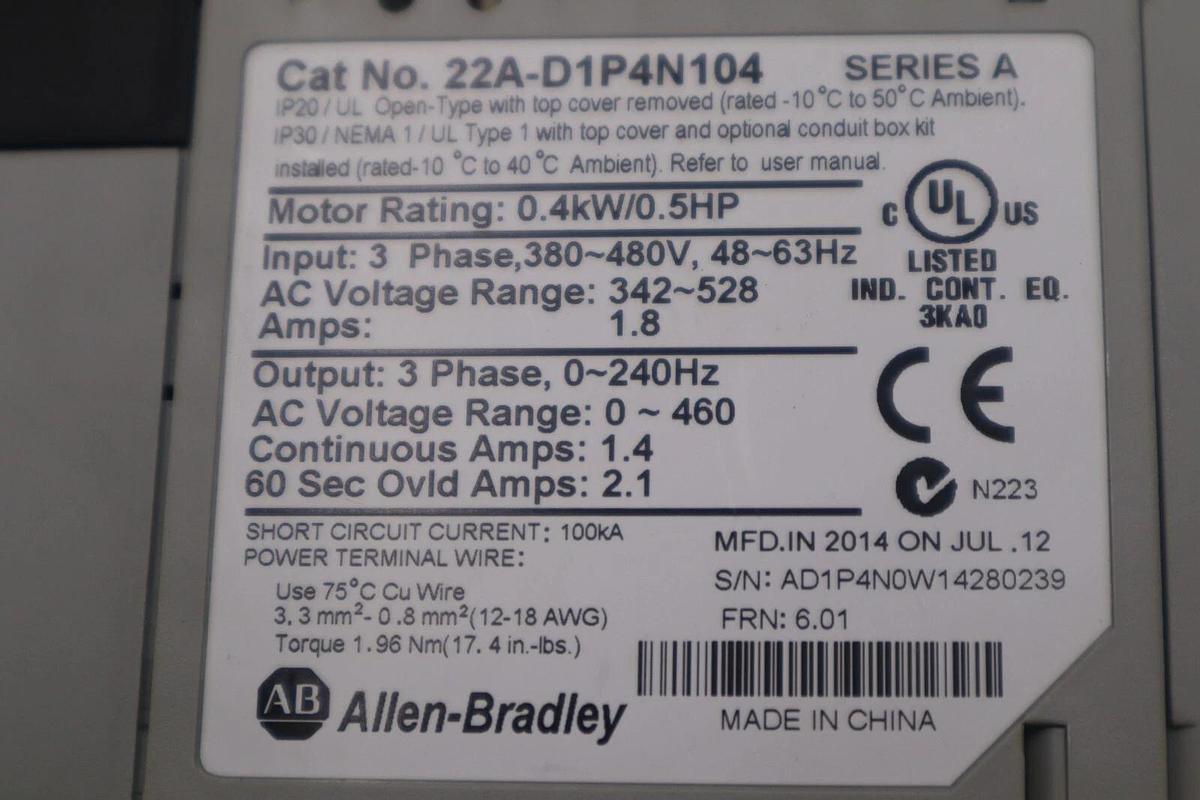 Cat No. 22A-D1P4N104 SERIES A
IP20 / UL Open-Type with top cover removed (rated -10°C to 50°C Ambient).
IP30 / NEMA 1 / UL Type 1 with top cover and optional conduit box kit
installed (rated-10 °C to 40°C Ambient). Refer to user manual.
Motor Rating: 0.4kW/0.5HP
C UL US
LISTED
IND. CONT. EQ.
3KA0
Input: 3 Phase,380~480V, 48~63Hz
AC Voltage Range: 342~528
Amps: 1.8
Output: 3 Phase, 0~240Hz
AC Voltage Range: 0 ~ 460
Continuous Amps: 1.4
60 Sec Ovld Amps: 2.1
CE
N223
SHORT CIRCUIT CURRENT: 100kA
POWER TERMINAL WIRE:
Use 75°C Cu Wire
3.3 mm²- 0.8 mm²(12-18 AWG)
Torque 1.96 Nm(17.4 in.-lbs.)
MFD.IN 2014 ON JUL .12
S/N: AD1P4N0W14280239
FRN: 6.01
AB Allen-Bradley
MADE IN CHINA